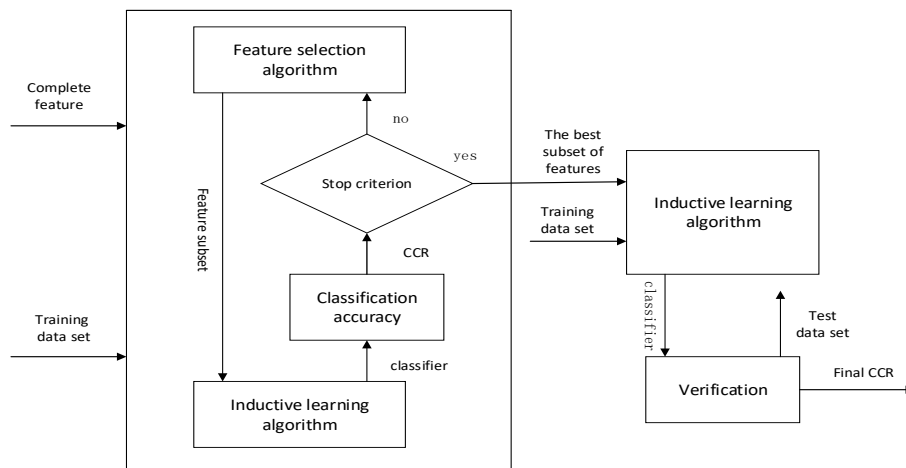 Feature selection
algorithm
Complete
feature
no
yes
The best
subset of
features
Stop criterion
Feature subset
Inductive learning
algorithm
Training
data set
CCR
Classification
accuracy
classifier
Training
data set
classifier
Test
data set
Inductive learning
algorithm
Verification
Final CCR